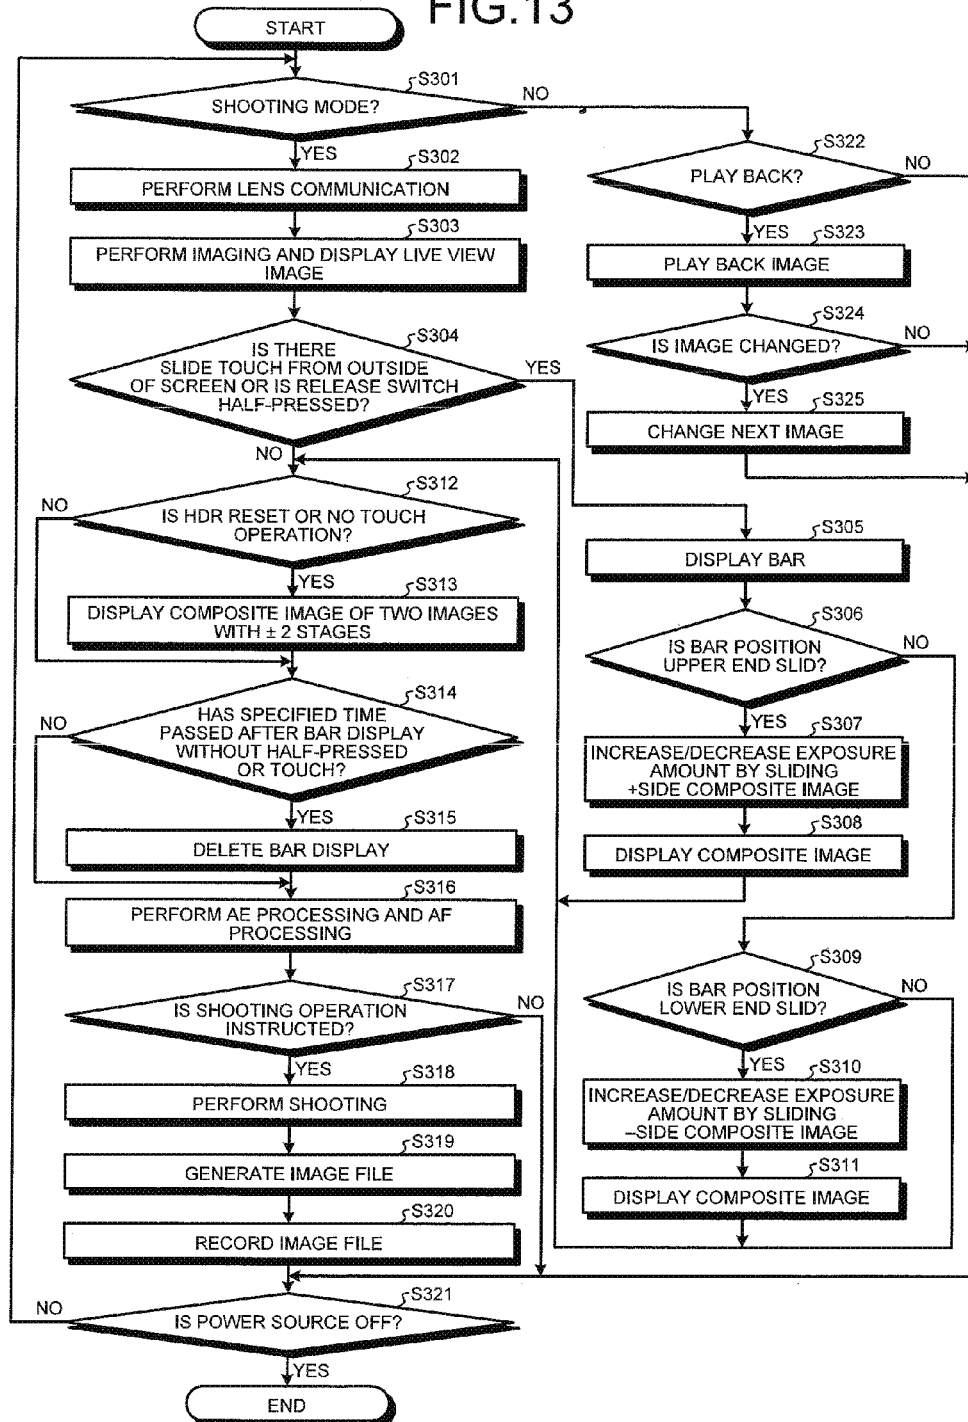 FIG.13
START
S301
SHOOTING MODE?
NO
YES
S302
PERFORM LENS COMMUNICATION
S303
PERFORM IMAGING AND DISPLAY LIVE VIEW
IMAGE
S304
IS THERE
SLIDE TOUCH FROM OUTSIDE
OF SCREEN OR IS RELEASE SWITCH
HALF-PRESSED?
YES
NO
S312
NO
IS HDR RESET OR NO TOUCH
OPERATION?
YES
S313
DISPLAY COMPOSITE IMAGE OF TWO IMAGES
WITH ± 2 STAGES
S314
NO
HAS SPECIFIED TIME
PASSED AFTER BAR DISPLAY
WITHOUT HALF-PRESSED
OR TOUCH?
YES
S315
DELETE BAR DISPLAY
S316
PERFORM AE PROCESSING AND AF
PROCESSING
S317
IS SHOOTING OPERATION
INSTRUCTED?
NO
YES
S318
PERFORM SHOOTING
S319
GENERATE IMAGE FILE
S320
RECORD IMAGE FILE
S321
NO
IS POWER SOURCE OFF?
YES
END
S322
PLAY BACK?
NO
YES
S323
PLAY BACK IMAGE
S324
IS IMAGE CHANGED?
NO
YES
S325
CHANGE NEXT IMAGE
S305
DISPLAY BAR
S306
IS BAR POSITION
UPPER END SLID?
NO
YES
S307
INCREASE/DECREASE EXPOSURE
AMOUNT BY SLIDING
+SIDE COMPOSITE IMAGE
S308
DISPLAY COMPOSITE IMAGE
S309
IS BAR POSITION
LOWER END SLID?
NO
YES
S310
INCREASE/DECREASE EXPOSURE
AMOUNT BY SLIDING
–SIDE COMPOSITE IMAGE
S311
DISPLAY COMPOSITE IMAGE